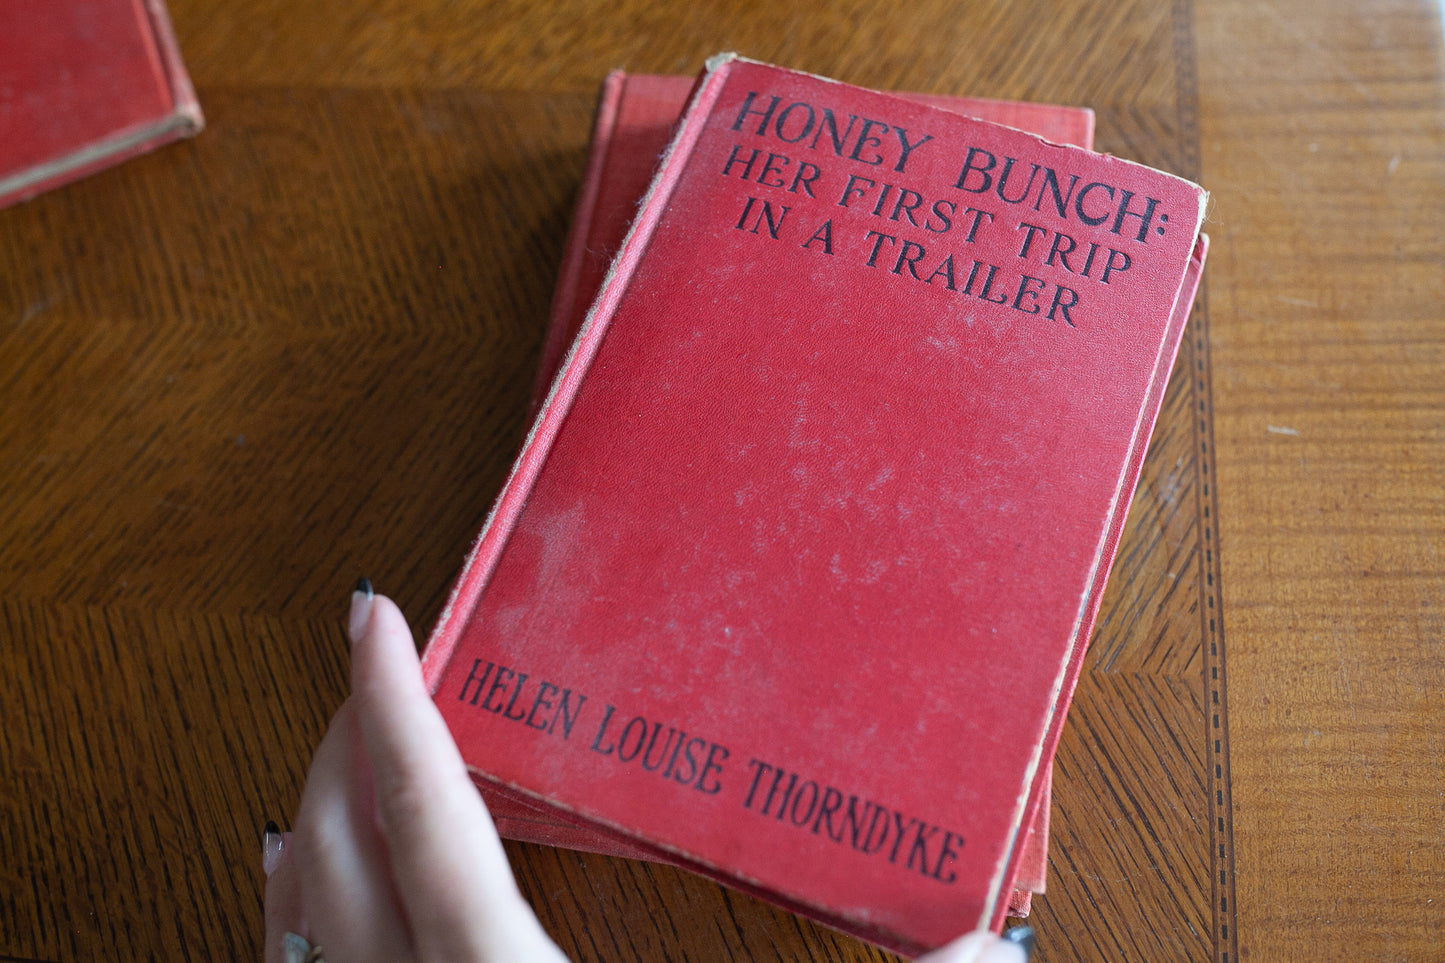 HONEY BUNCH:
HER FIRST TRIP
IN A TRAILER
HELEN LOUISE THORNDYKE